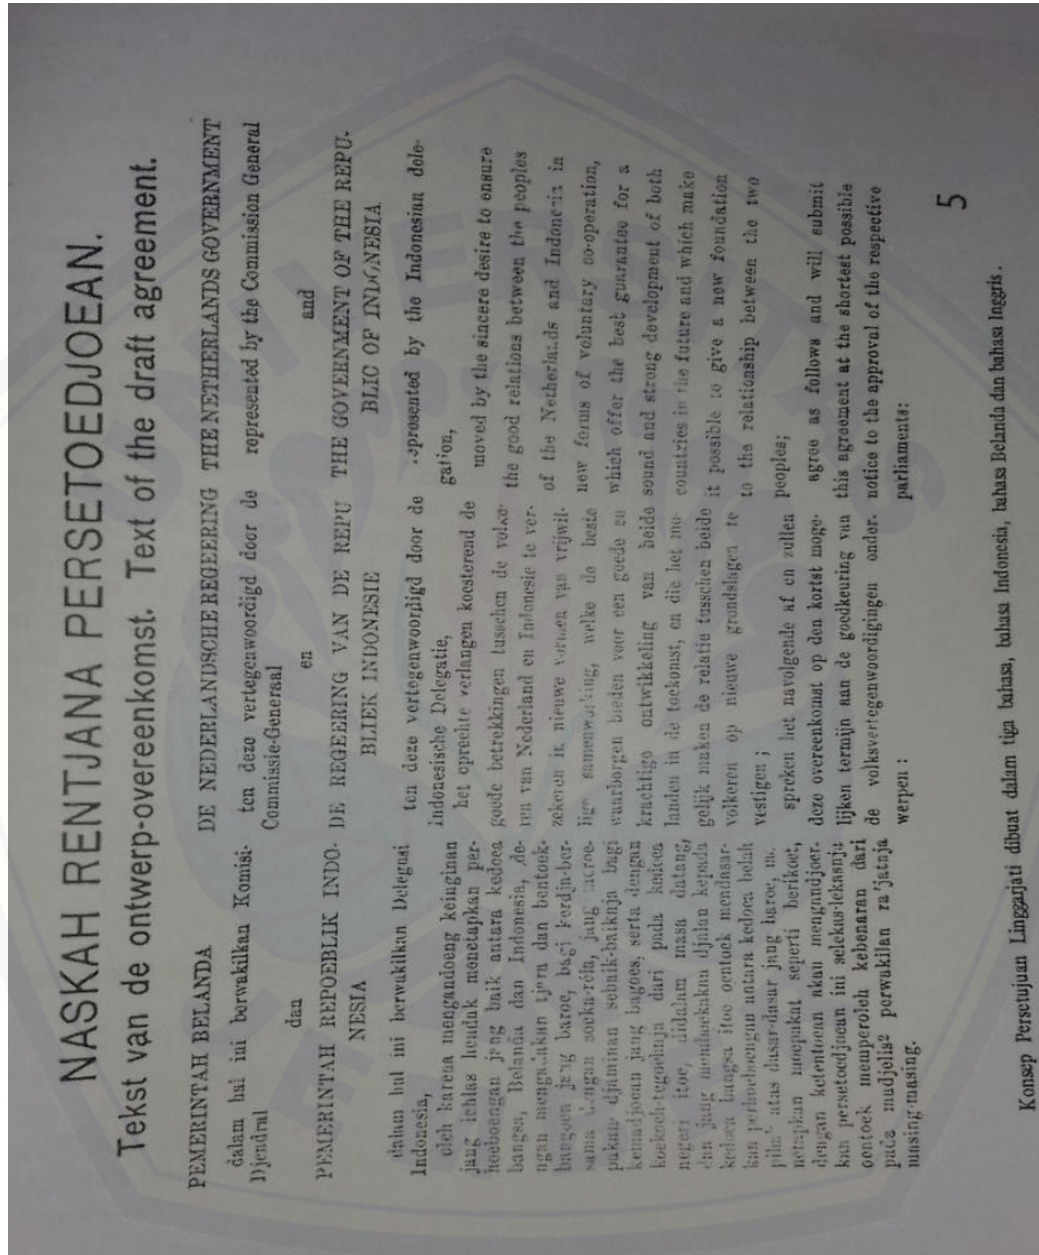 NASKAH RENTJANA PERSETOEDJOEAN.
Tekst van de ontwerp-overeenkomst. Text of the draft agreement.
PEMERINTAH BELANDA
dalam hal ini berwakilkan Komisi-
Djendral
dan
PEMERINTAH REPOEBLIK INDO-
NESIA
dalam hal ini berwakilkan Delegasi
Indonesia,
oleh karena mengandoeng keinginan
jang ichlas hendak menetapkan per-
hoeboengan jang baik antara kedoea
bangsa, Belanda dan Indonesia, de-
ngan mengadakan tjara dan bentoek-
bangoen jang baroe, bagi kerdja-ber-
sama dengan soeka-réla, jang
djaminan sebaik-baiknja bagi
kemadjoean jang bagoes, serta dengan
koekoeh-tegoehnja dari pada kedoea
negeri itoe, didalam masa datang,
dan jang memboekakan djalan kepada
kedoea bangsa itoe oentoek mendasar-
kan perhoeboengan antara kedoea belah
atas dasar-dasar jang baroe,
netapkan moepakat seperti berikoet,
dengan ketentoean akan mengandjoer-
kan persetoedjoean ini selekas-lekasnja
oentoek memperoleh kebenaran dari
pada madjelis² perwakilan ra'jatnja
masing-masing.
DE NEDERLANDSCHE REGEERING
ten deze vertegenwoordigd door de
Commissie-Generaal
en
DE REGEERING VAN DE REPU
BLIEK INDONESIE
ten deze vertegenwoordigd door de
Indonesische Delegatie,
het oprechte verlangen koesterend de
goede betrekkingen tusschen de volke-
ren van Nederland en Indonesie te ver-
zekeren in nieuwe vormen van vrijwil-
lige samenwerking, welke de beste
waarborgen bieden voor een goede en
krachtige ontwikkeling van beide
landen in de toekomst, en die het mo-
gelijk maken de relatie tusschen beide
volkeren op nieuwe grondslagen te
vestigen ;
spreken het navolgende af en zullen
deze overeenkomst op den kortst moge-
lijken termijn aan de goedkeuring van
de volksvertegenwoordigingen onder-
werpen :
THE NETHERLANDS GOVERNMENT
represented by the Commission General
and
THE GOVERNMENT OF THE REPU-
BLIC OF INDONESIA
represented by the Indonesian dele-
gation,
moved by the sincere desire to ensure
the good relations between the peoples
of the Netherlands and Indonesia in
new forms of voluntary co-operation,
which offer the best guarantee for a
sound and strong development of both
countries in the future and which make
it possible to give a new foundation
to the relationship between the two
peoples;
agree as follows and will submit
this agreement at the shortest possible
notice to the approval of the respective
parliaments:
5
Konsep Persetujuan Linggarjati dibuat dalam tiga bahasa, bahasa Indonesia, bahasa Belanda dan bahasa Inggris.